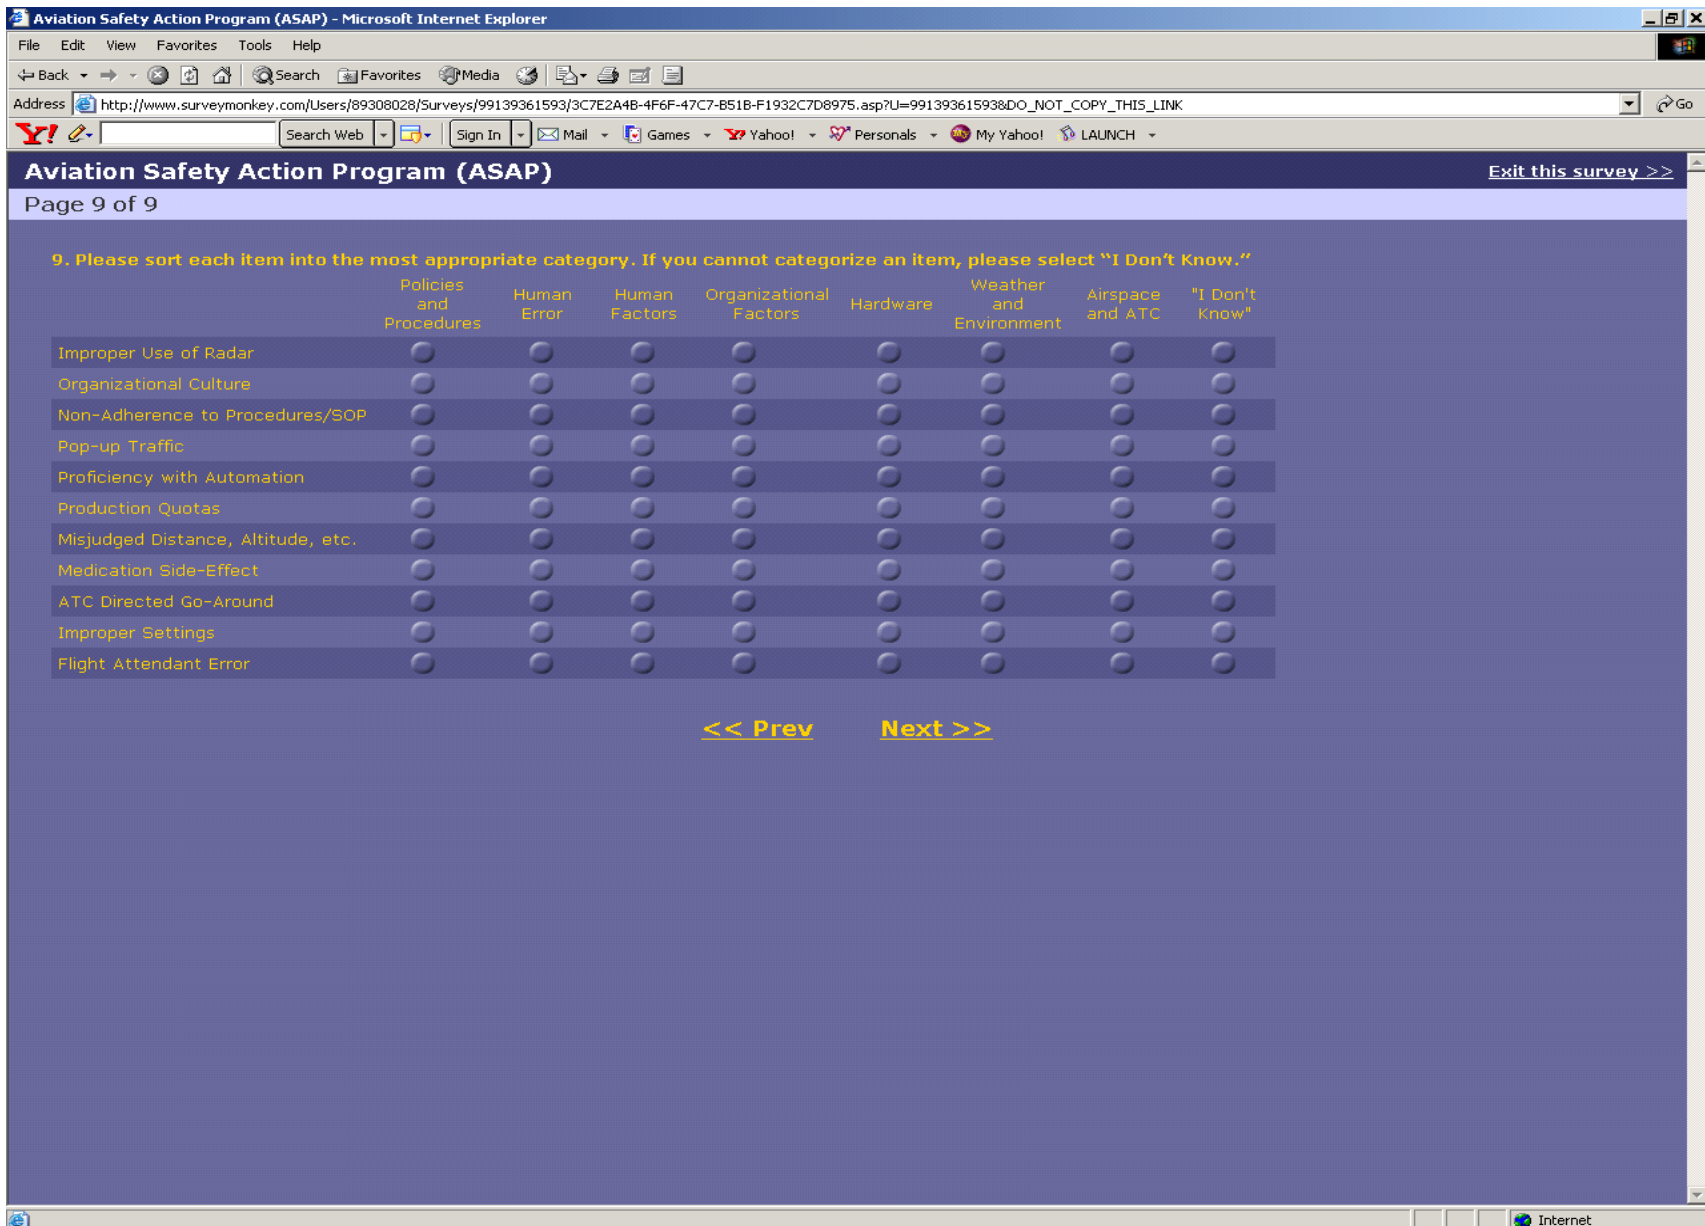 Aviation Safety Action Program (ASAP) - Microsoft Internet Explorer
File Edit View Favorites Tools Help
Back Search Favorites Media
Address http://www.surveymonkey.com/Users/89308028/Surveys/99139361593/3C7E2A4B-4F6F-47C7-B51B-F1932C7D8975.asp?U=99139361593&DO_NOT_COPY_THIS_LINK Go
Y! Search Web Sign In Mail Games Yahoo! Personals My Yahoo! LAUNCH
Aviation Safety Action Program (ASAP) Exit this survey >>
Page 9 of 9
9. Please sort each item into the most appropriate category. If you cannot categorize an item, please select “I Don’t Know.”
Policies and Procedures
Human Error
Human Factors
Organizational Factors
Hardware
Weather and Environment
Airspace and ATC
"I Don't Know"
Improper Use of Radar
Organizational Culture
Non-Adherence to Procedures/SOP
Pop-up Traffic
Proficiency with Automation
Production Quotas
Misjudged Distance, Altitude, etc.
Medication Side-Effect
ATC Directed Go-Around
Improper Settings
Flight Attendant Error
<< Prev Next >>
Internet